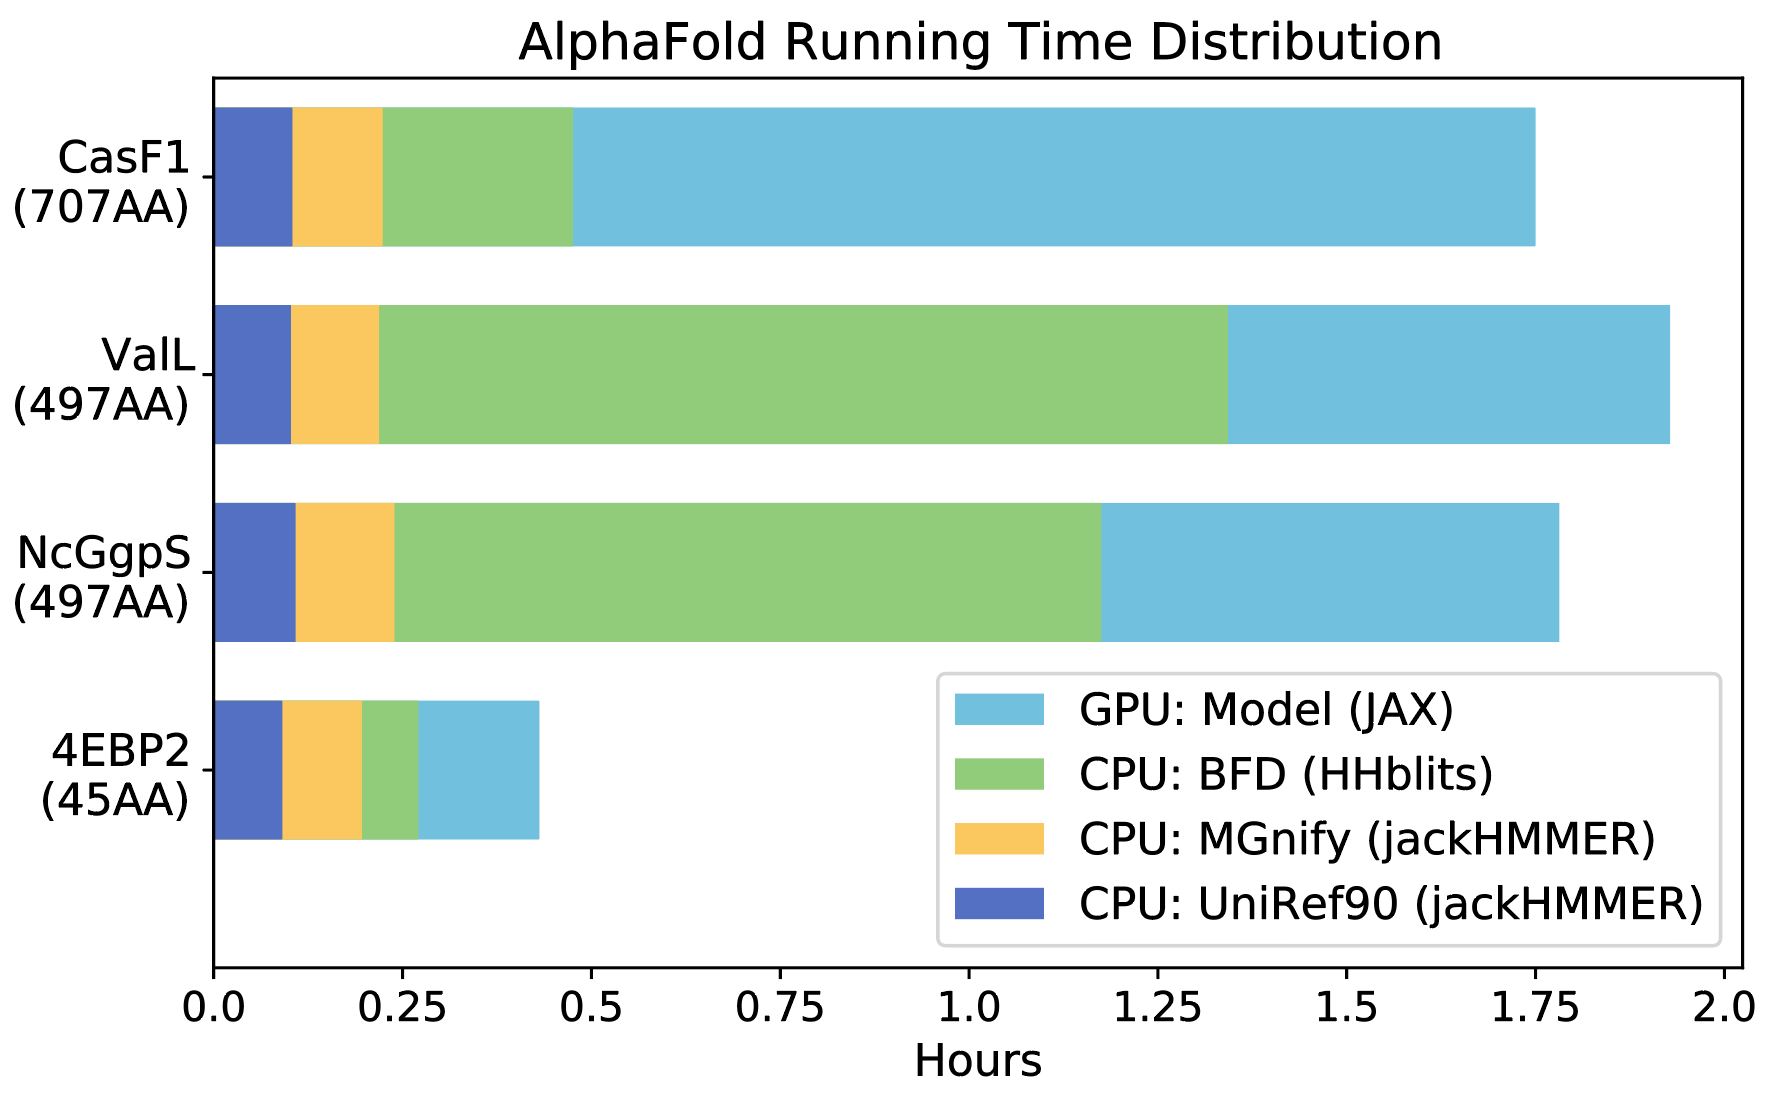 AlphaFold Running Time Distribution
CasF1
(707AA)
ValL
(497AA)
NcGgpS
(497AA)
4EBP2
(45AA)
GPU: Model (JAX)
CPU: BFD (HHblits)
CPU: MGnify (jackHMMER)
CPU: UniRef90 (jackHMMER)
0.0 0.25 0.5 0.75 1.0 1.25 1.5 1.75 2.0
Hours